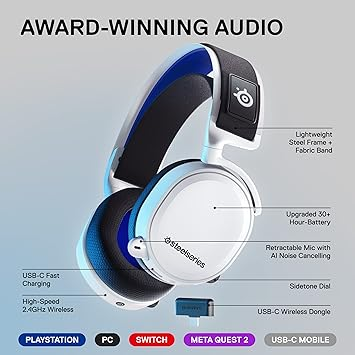 AWARD-WINNING AUDIO
Lightweight
Steel Frame +
Fabric Band
Upgraded 30+
Hour-Battery
steelseries
Retractable Mic with
AI Noise Cancelling
USB-C Fast
Charging
Sidetone Dial
High-Speed
2.4GHz Wireless
USB-C Wireless Dongle
PLAYSTATION
PC
SWITCH
META QUEST 2
USB-C MOBILE